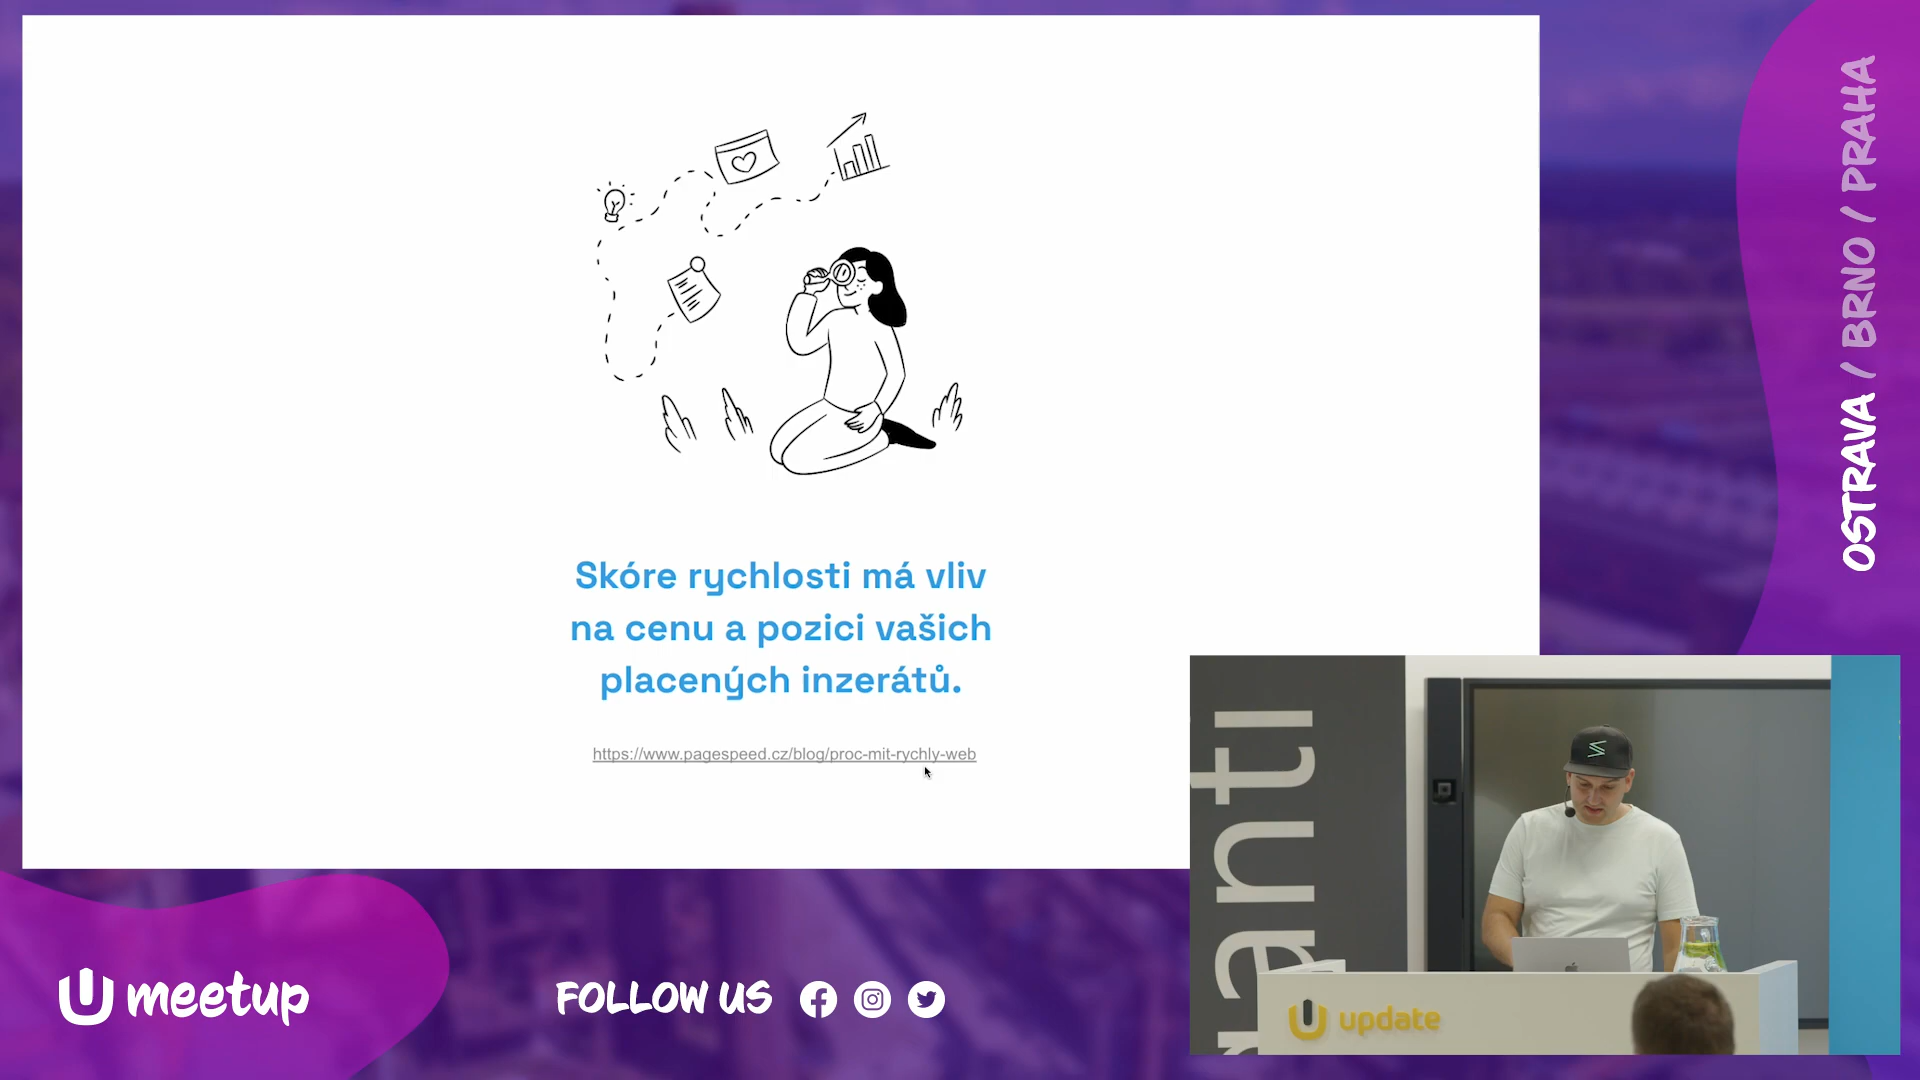 Skóre rychlosti má vliv
na cenu a pozici vašich
placených inzerátů.
https://www.pagespeed.cz/blog/proc-mit-rychly-web
OSTRAVA / BRNO / PRAHA
anti
update
meetup
FOLLOW US